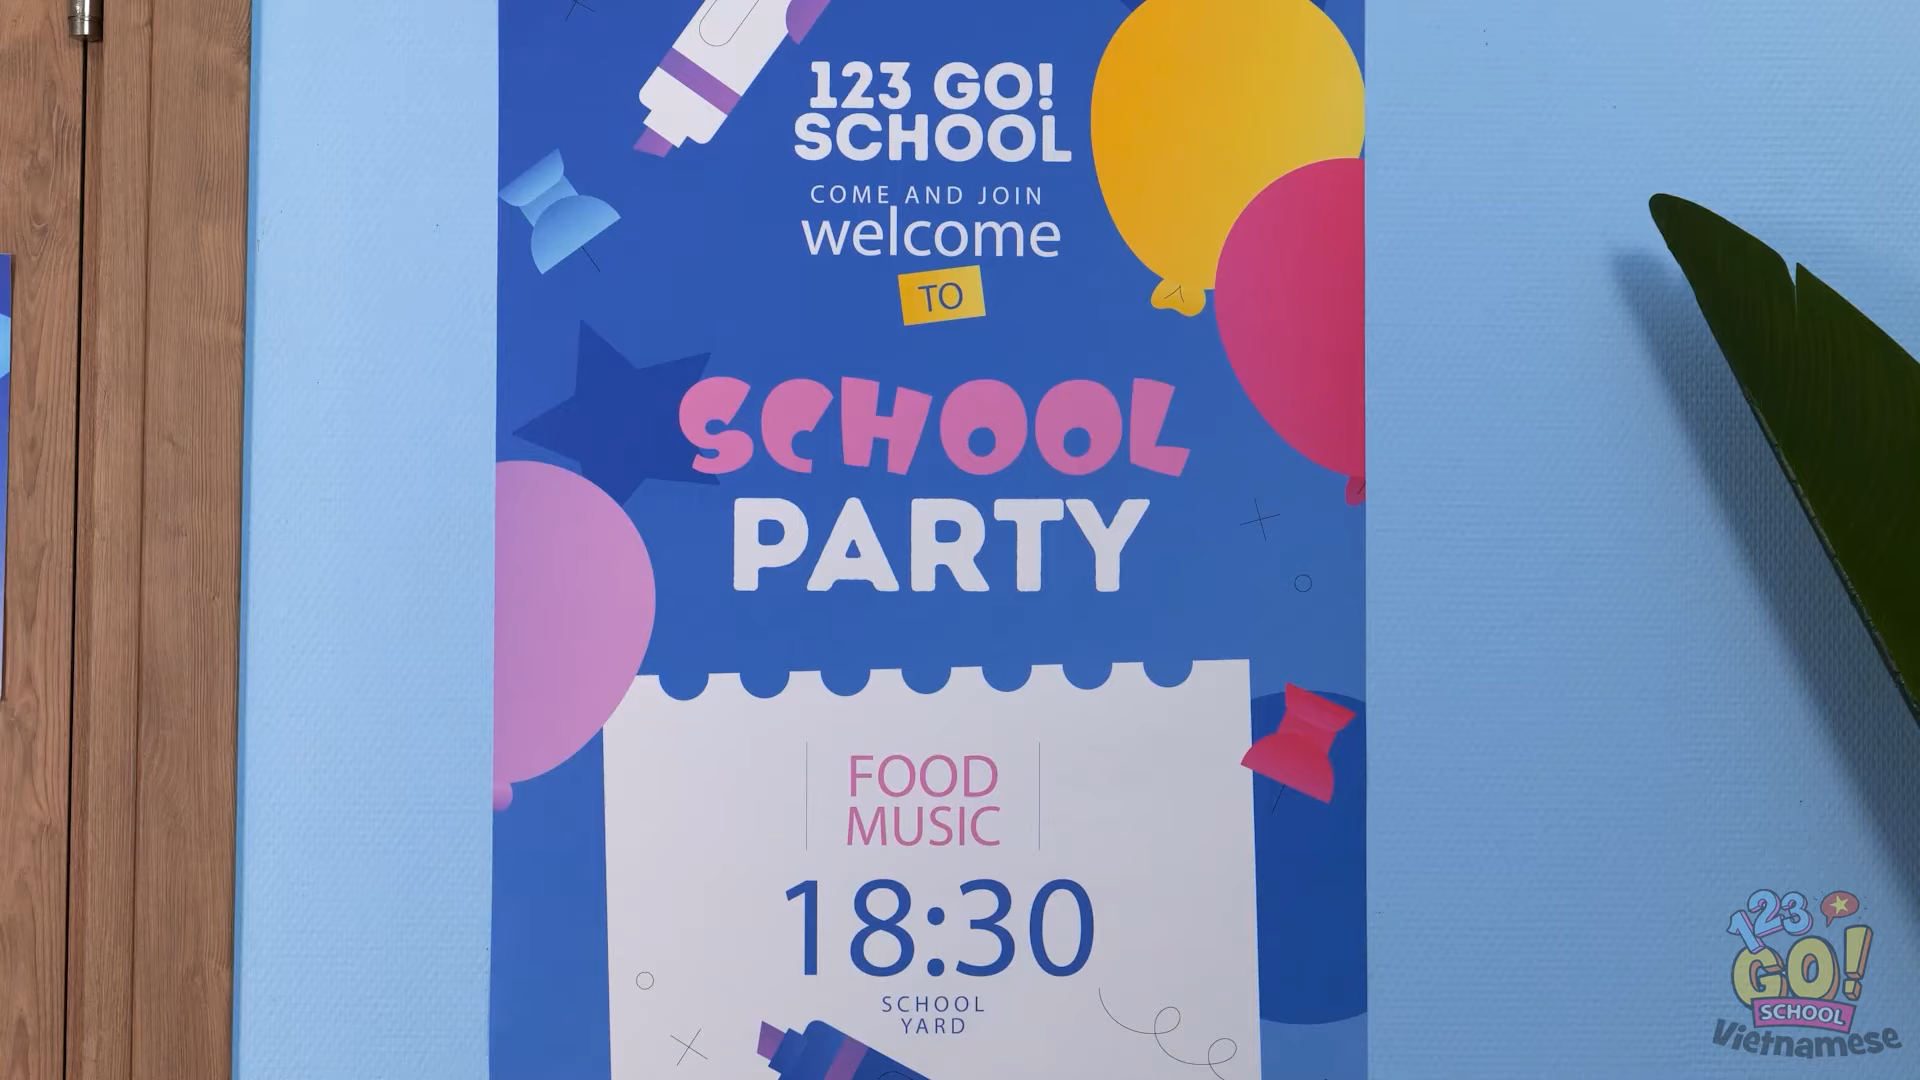 123 GO!
SCHOOL
COME AND JOIN
welcome
TO
SCHOOL
PARTY
FOOD
MUSIC
18:30
SCHOOL
YARD
123
GO!
SCHOOL
Vietnamese